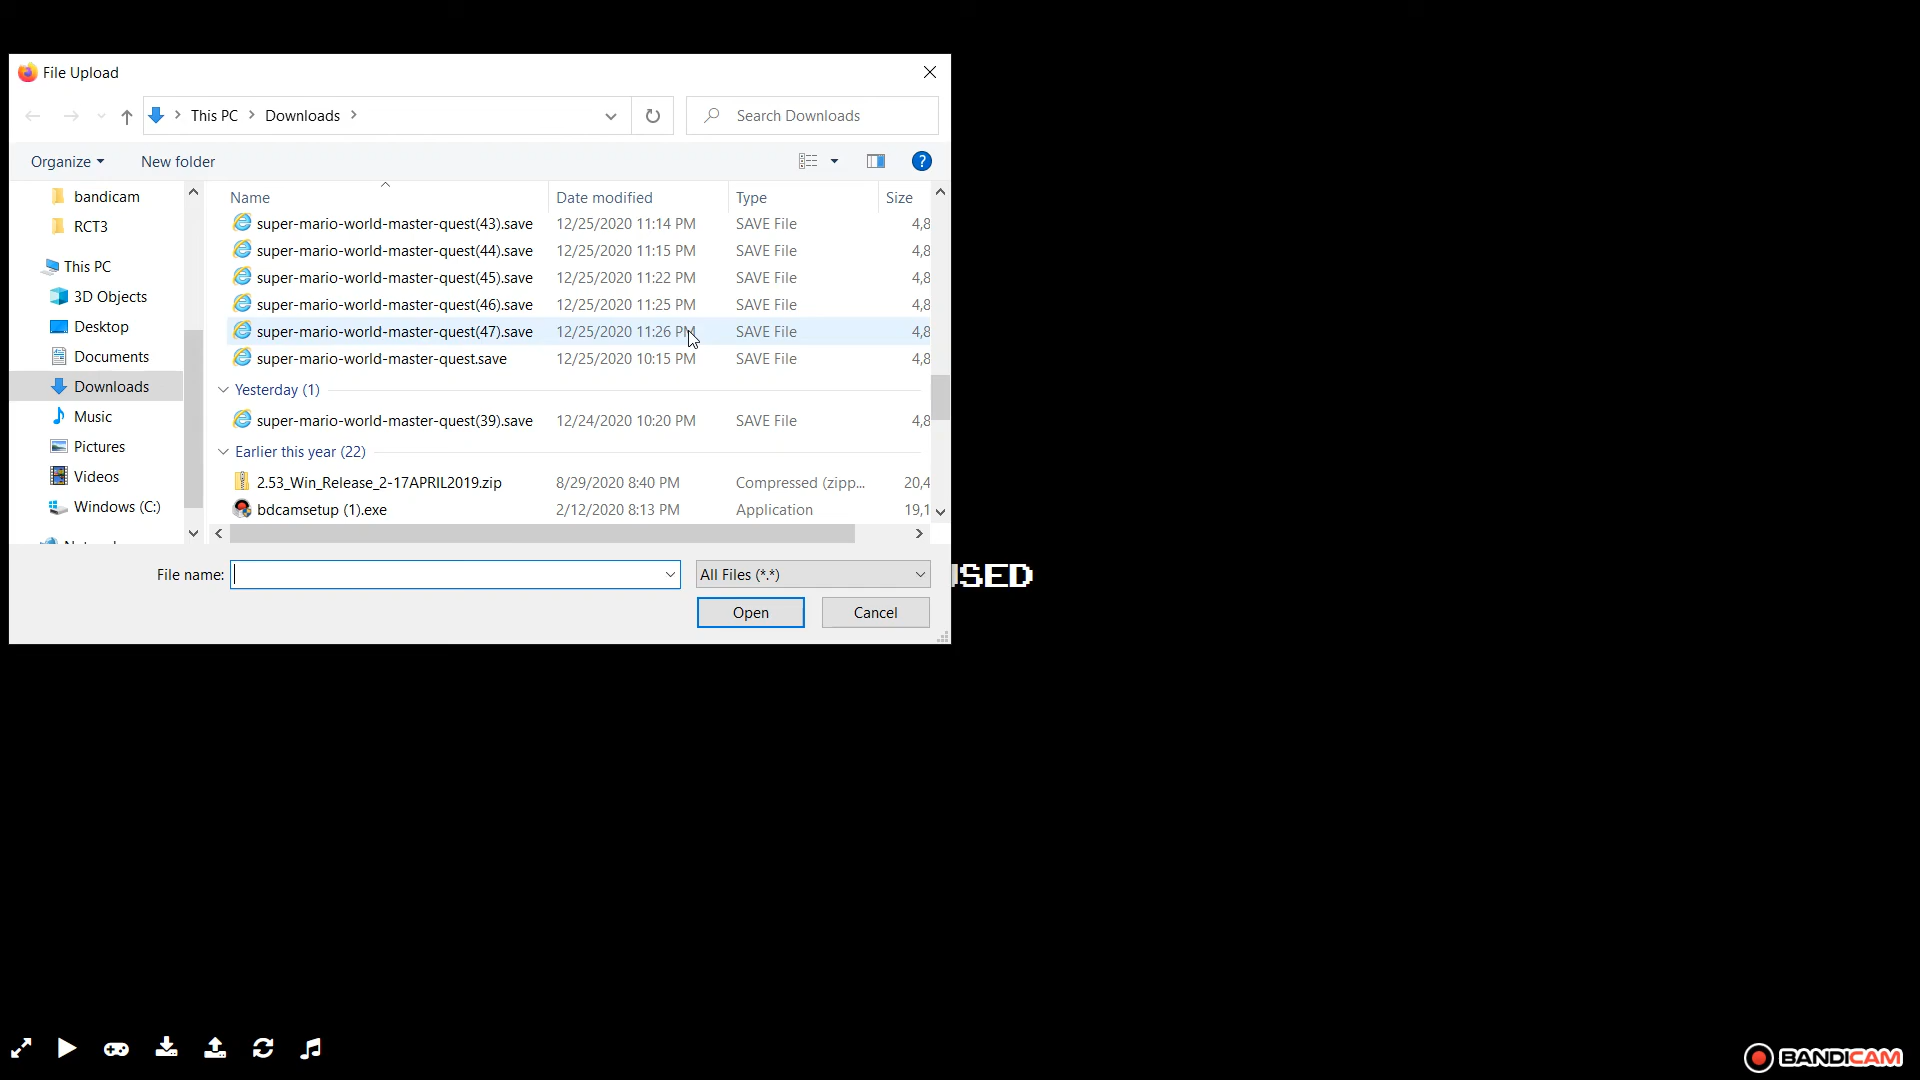 File Upload
This PC Downloads
Search Downloads
Organize New folder
bandicam
RCT3
This PC
3D Objects
Desktop
Documents
Downloads
Music
Pictures
Videos
Windows (C:)
Name Date modified Type Size
super-mario-world-master-quest(43).save 12/25/2020 11:14 PM SAVE File 4,8
super-mario-world-master-quest(44).save 12/25/2020 11:15 PM SAVE File 4,8
super-mario-world-master-quest(45).save 12/25/2020 11:22 PM SAVE File 4,8
super-mario-world-master-quest(46).save 12/25/2020 11:25 PM SAVE File 4,8
super-mario-world-master-quest(47).save 12/25/2020 11:26 PM SAVE File 4,8
super-mario-world-master-quest.save 12/25/2020 10:15 PM SAVE File 4,8
Yesterday (1)
super-mario-world-master-quest(39).save 12/24/2020 10:20 PM SAVE File 4,8
Earlier this year (22)
2.53_Win_Release_2-17APRIL2019.zip 8/29/2020 8:40 PM Compressed (zipp... 20,4
bdcamsetup (1).exe 2/12/2020 8:13 PM Application 19,1
File name: All Files (*.*)
Open Cancel
USED
BANDICAM